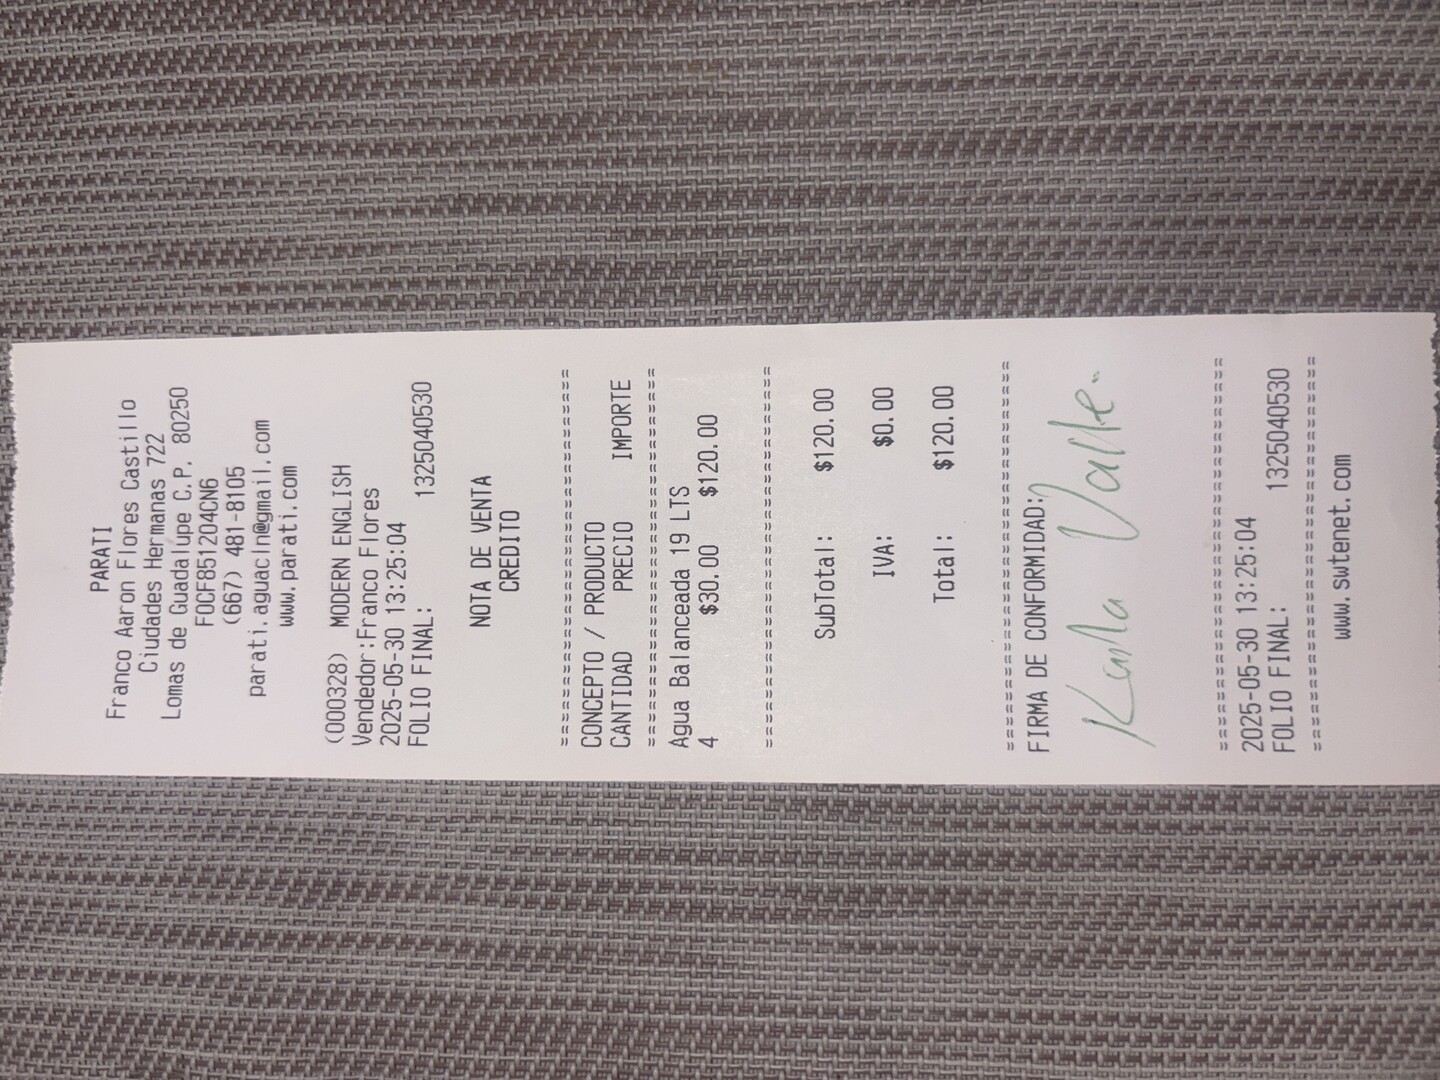 PARATI
Franco Aaron Flores Castillo
Ciudades Hermanas 722
Lomas de Guadalupe C.P. 80250
FOCF851204CN6
(667) 481-8105
parati.aguacln@gmail.com
www.parati.com
(000328) MODERN ENGLISH
Vendedor:Franco Flores
2025-05-30 13:25:04
FOLIO FINAL: 1325040530
NOTA DE VENTA
CREDITO
======================================
CONCEPTO / PRODUCTO
CANTIDAD PRECIO IMPORTE
======================================
Agua Balanceada 19 LTS
4 $30.00 $120.00
======================================
SubTotal: $120.00
IVA: $0.00
Total: $120.00
======================================
FIRMA DE CONFORMIDAD:
Karla Valle.
======================================
2025-05-30 13:25:04
FOLIO FINAL: 1325040530
======================================
www.swtenet.com